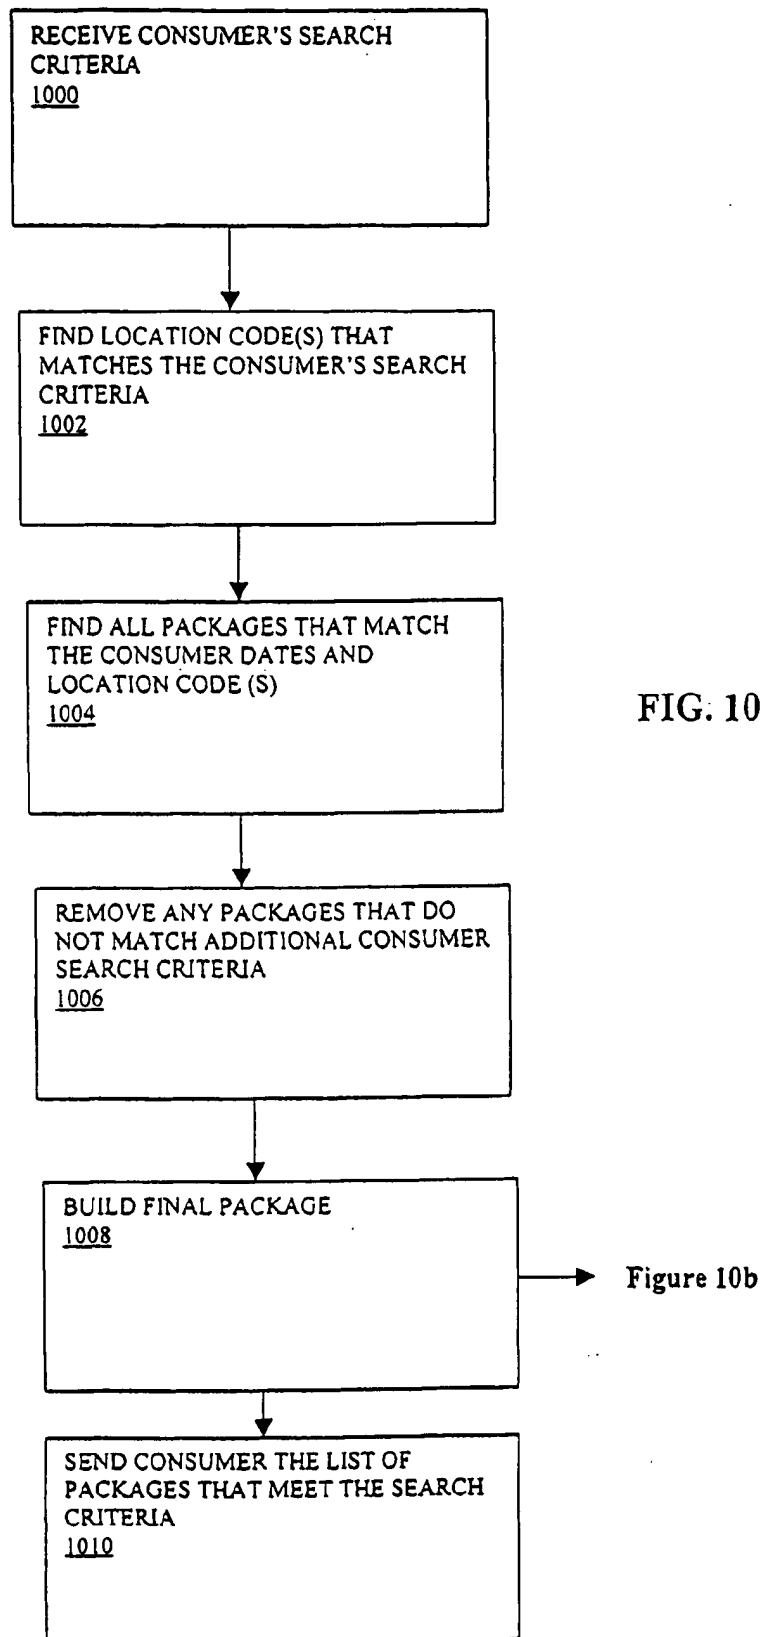 RECEIVE CONSUMER'S SEARCH
CRITERIA
1000
FIND LOCATION CODE(S) THAT
MATCHES THE CONSUMER'S SEARCH
CRITERIA
1002
FIND ALL PACKAGES THAT MATCH
THE CONSUMER DATES AND
LOCATION CODE (S)
1004
FIG. 10
REMOVE ANY PACKAGES THAT DO
NOT MATCH ADDITIONAL CONSUMER
SEARCH CRITERIA
1006
BUILD FINAL PACKAGE
1008
Figure 10b
SEND CONSUMER THE LIST OF
PACKAGES THAT MEET THE SEARCH
CRITERIA
1010